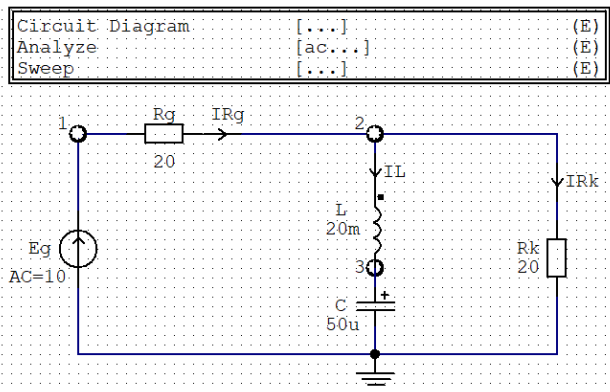 Circuit Diagram [...] (E)
Analyze [ac...] (E)
Sweep [...] (E)
1 Rg IRg 2
20
IL
IRk
L
20m
Eg
AC=10
Rk
20
3
C +
50u